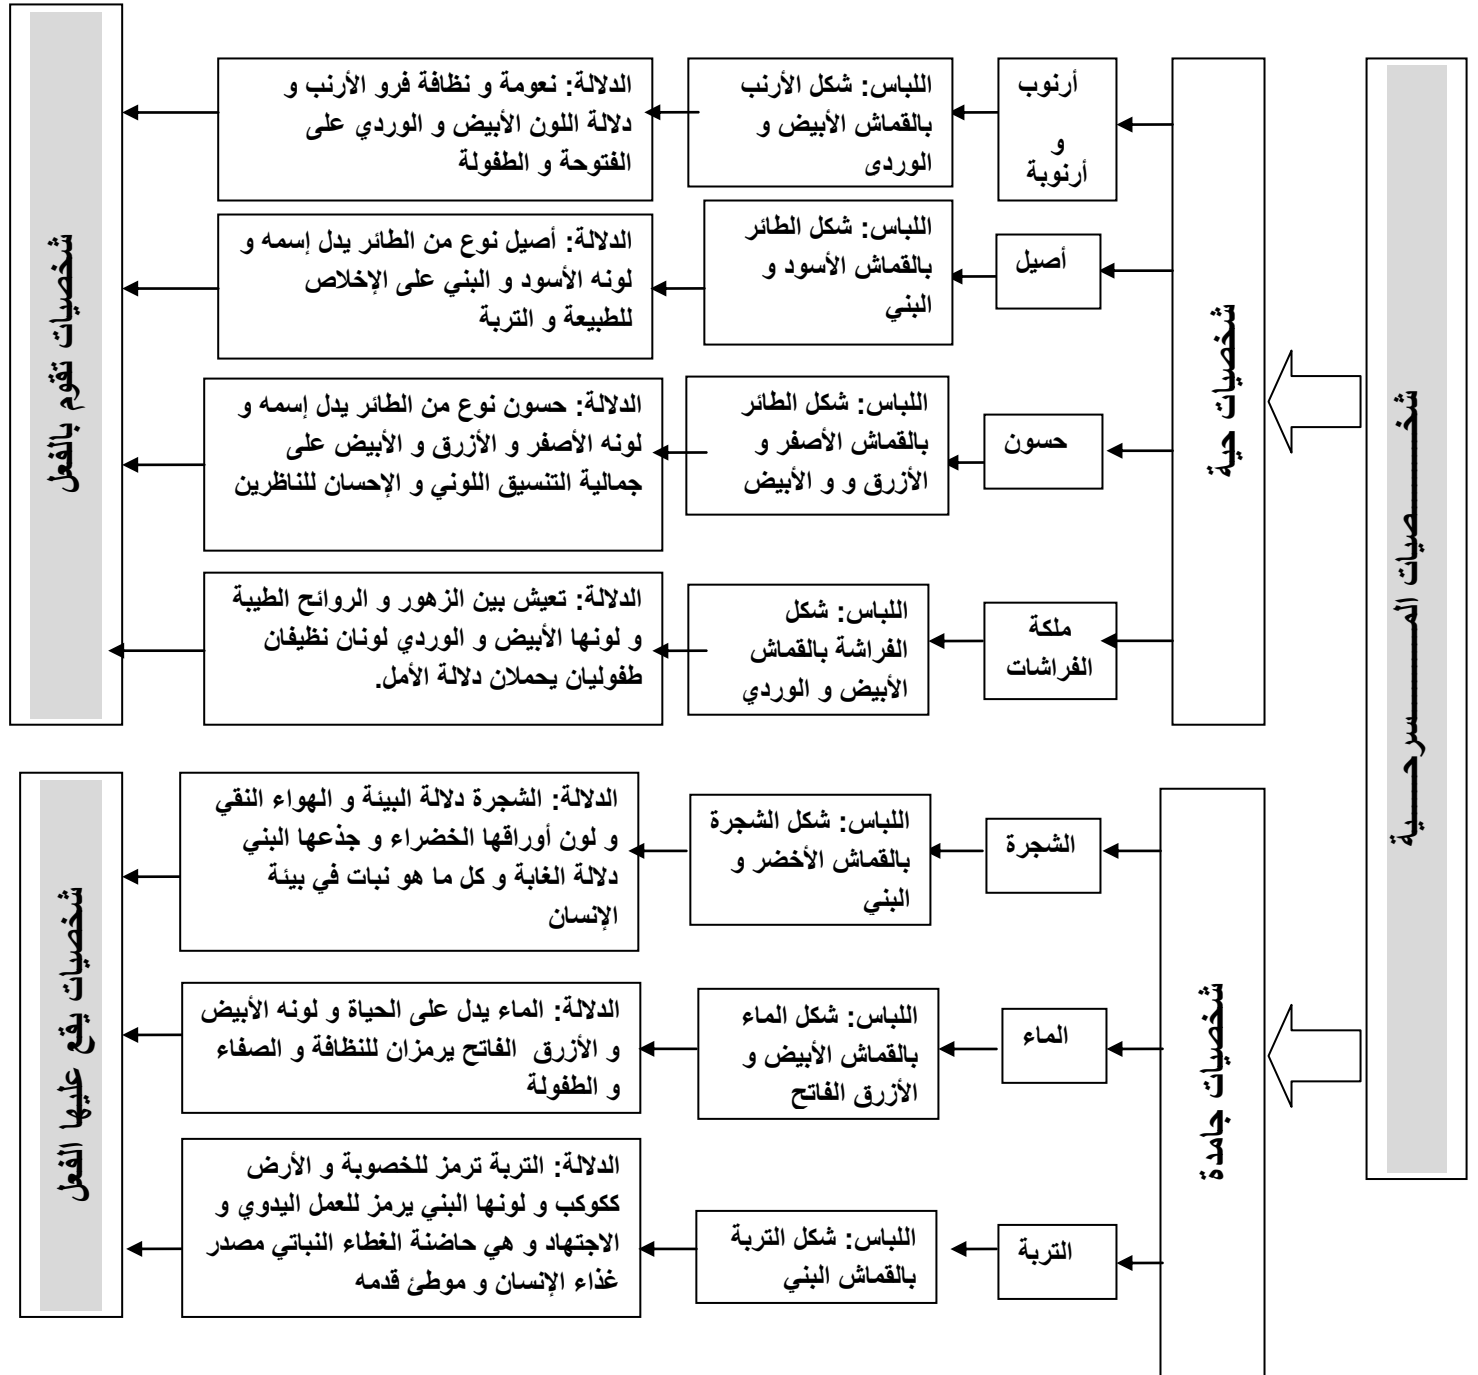 شخصيات المسرحية
شخصيات حية
أرنوب
و
أرنوبة
اللباس: شكل الأرنب
بالقماش الأبيض و
الوردى
الدلالة: نعومة و نظافة فرو الأرنب و
دلالة اللون الأبيض و الوردي على
الفتوحة و الطفولة
أصيل
اللباس: شكل الطائر
بالقماش الأسود و
البني
الدلالة: أصيل نوع من الطائر يدل إسمه و
لونه الأسود و البني على الإخلاص
للطبيعة و التربة
حسون
اللباس: شكل الطائر
بالقماش الأصفر و
الأزرق و و الأبيض
الدلالة: حسون نوع من الطائر يدل إسمه و
لونه الأصفر و الأزرق و الأبيض على
جمالية التنسيق اللوني و الإحسان للناظرين
ملكة
الفراشات
اللباس: شكل
الفراشة بالقماش
الأبيض و الوردي
الدلالة: تعيش بين الزهور و الروائح الطيبة
و لونها الأبيض و الوردي لونان نظيفان
طفوليان يحملان دلالة الأمل.
شخصيات تقوم بالفعل
شخصيات جامدة
الشجرة
اللباس: شكل الشجرة
بالقماش الأخضر و
البني
الدلالة: الشجرة دلالة البيئة و الهواء النقي
و لون أوراقها الخضراء و جذعها البني
دلالة الغابة و كل ما هو نبات في بيئة
الإنسان
الماء
اللباس: شكل الماء
بالقماش الأبيض و
الأزرق الفاتح
الدلالة: الماء يدل على الحياة و لونه الأبيض
و الأزرق الفاتح يرمزان للنظافة و الصفاء
و الطفولة
التربة
اللباس: شكل التربة
بالقماش البني
الدلالة: التربة ترمز للخصوبة و الأرض
ككوكب و لونها البني يرمز للعمل اليدوي و
الاجتهاد و هي حاضنة الغطاء النباتي مصدر
غذاء الإنسان و موطئ قدمه
شخصيات يقع عليها الفعل